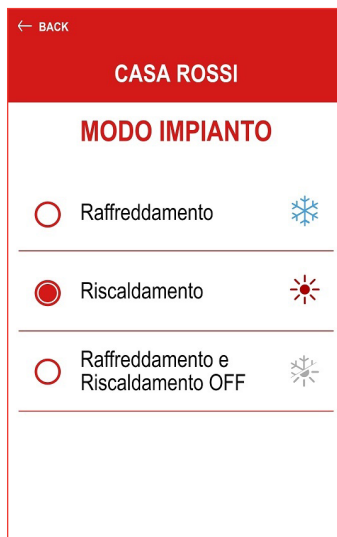 ← BACK
CASA ROSSI
MODO IMPIANTO
Raffreddamento
Riscaldamento
Raffreddamento e
Riscaldamento OFF